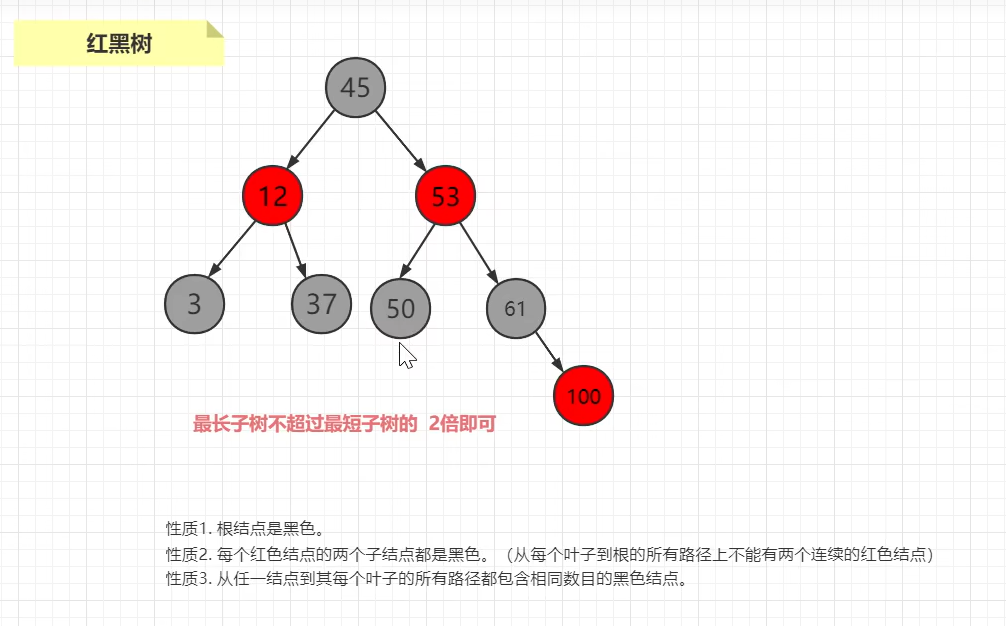 红黑树
45
12
53
3
37
50
61
100
最长子树不超过最短子树的 2倍即可
性质1. 根结点是黑色。
性质2. 每个红色结点的两个子结点都是黑色。（从每个叶子到根的所有路径上不能有两个连续的红色结点）
性质3. 从任一结点到其每个叶子的所有路径都包含相同数目的黑色结点。